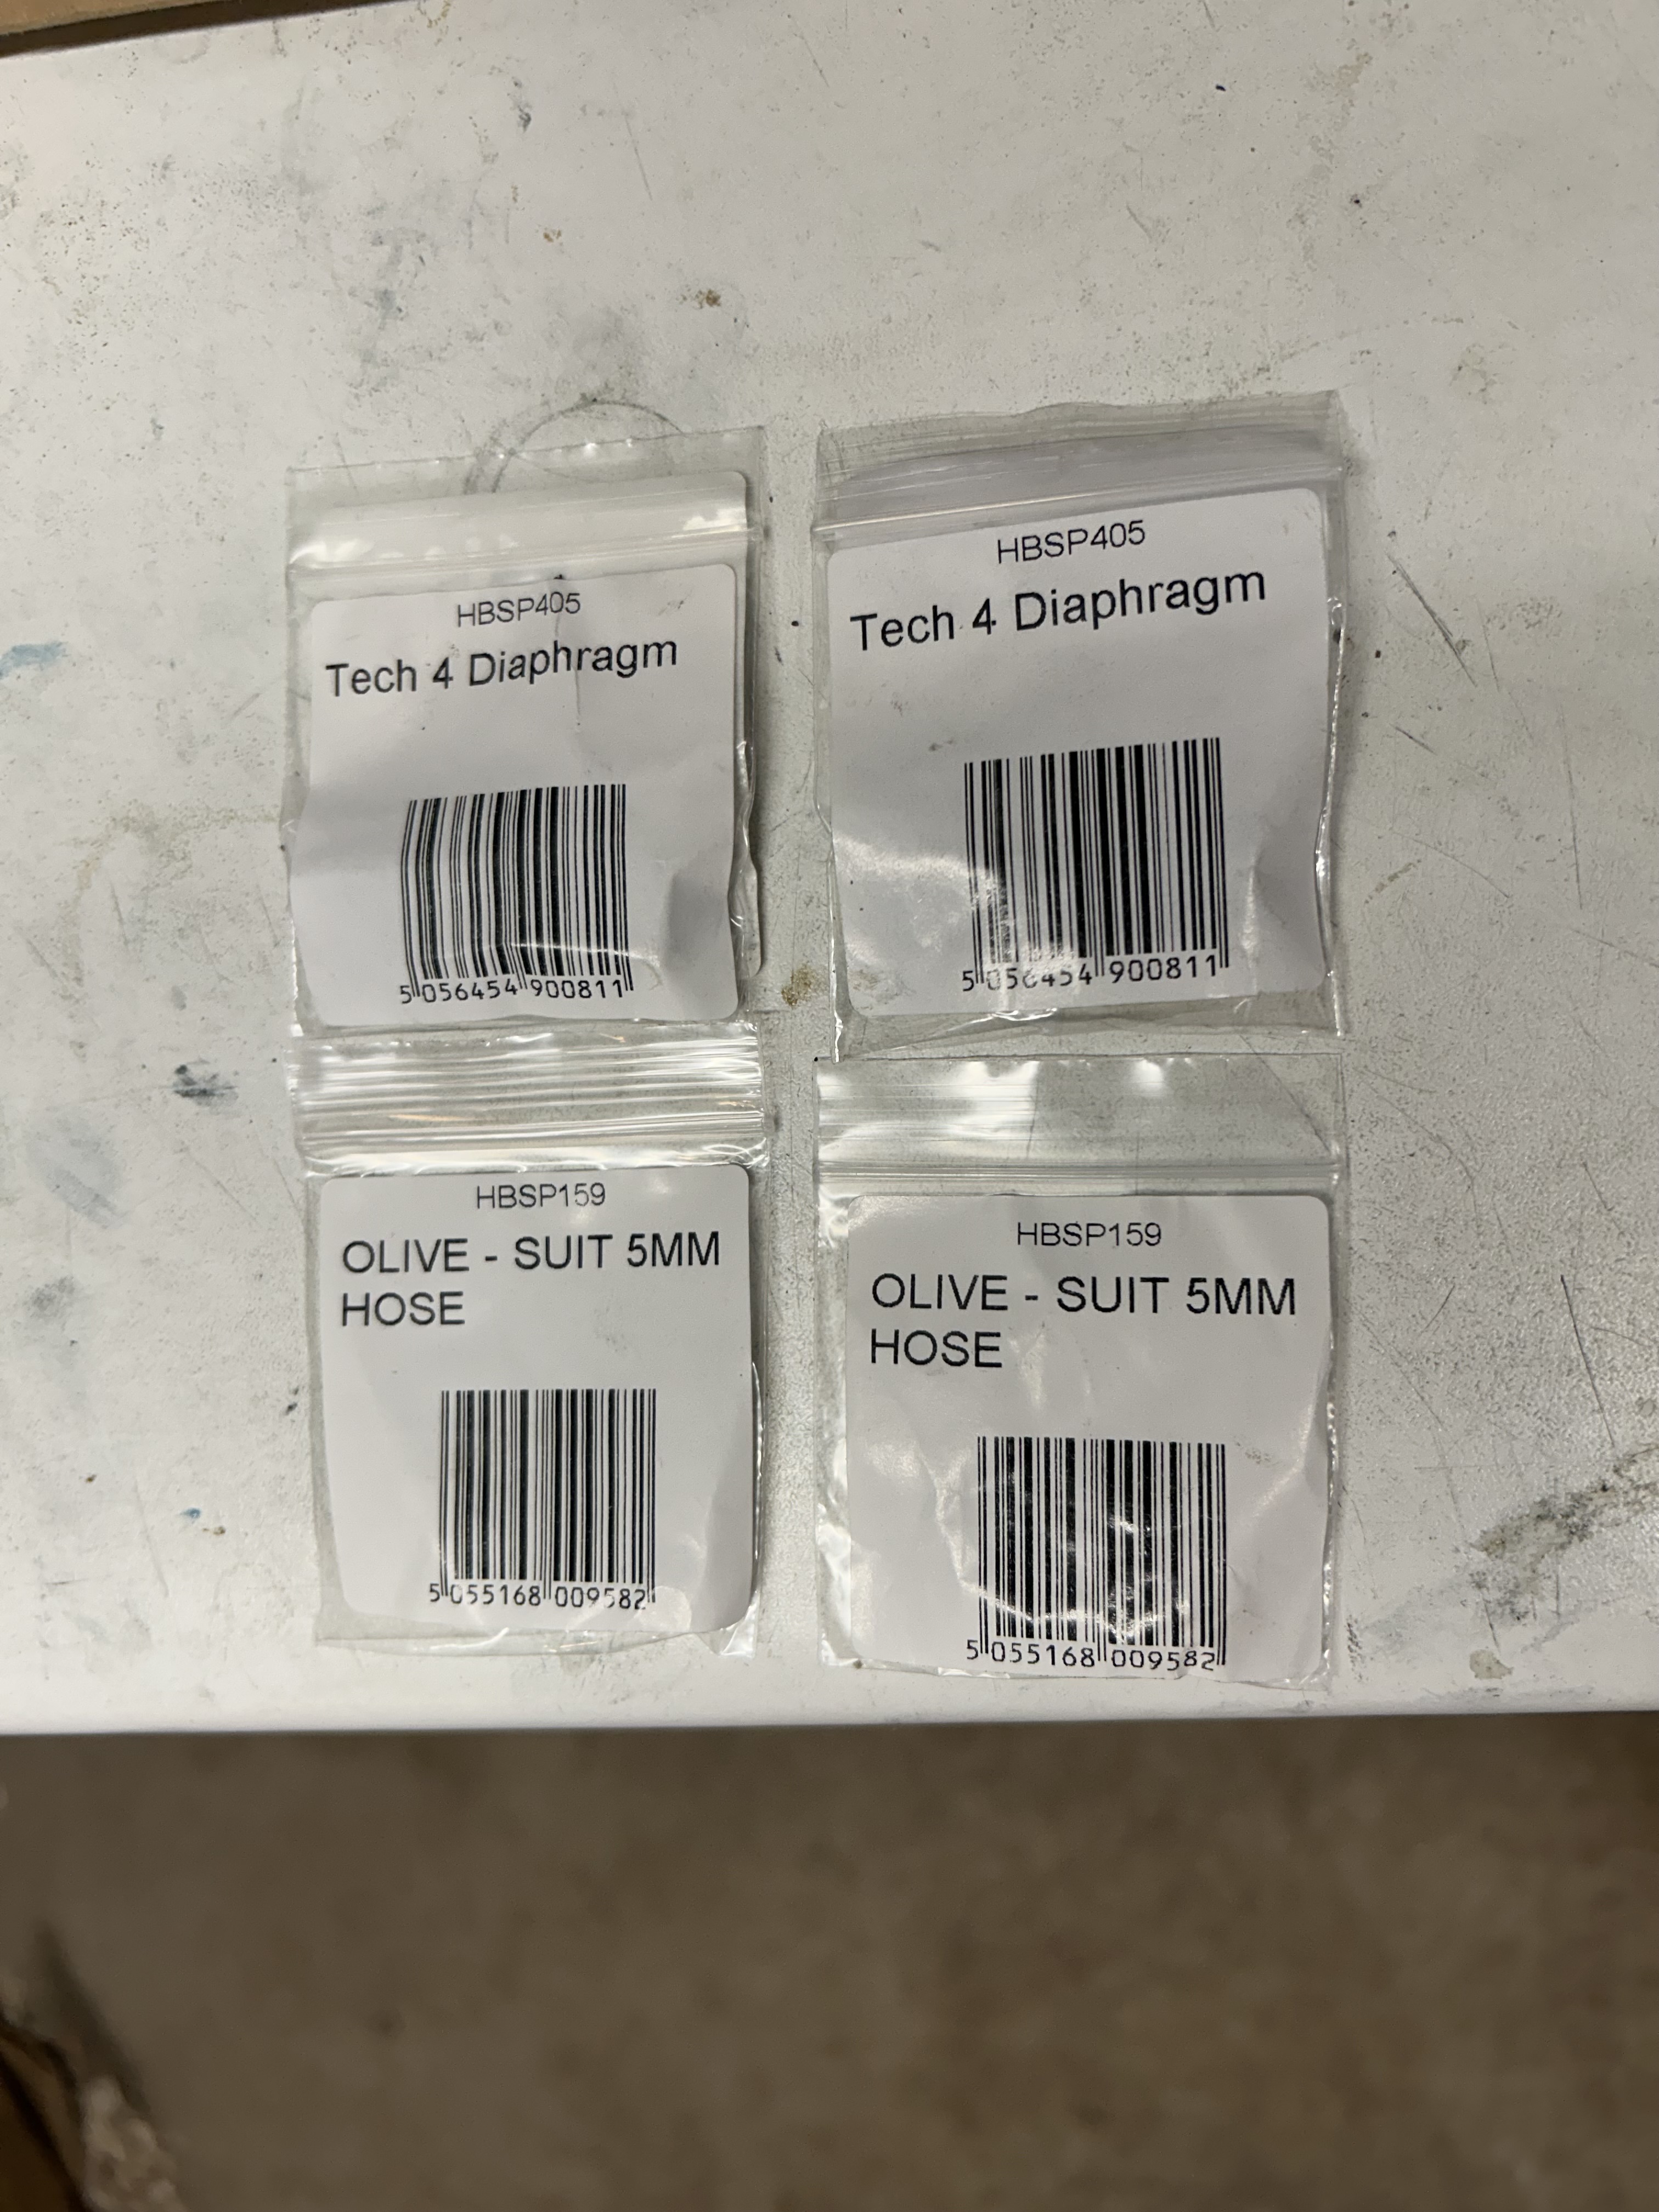 HBSP405
Tech 4 Diaphragm
5 056454 900811
HBSP405
Tech 4 Diaphragm
5 056454 900811
HBSP159
OLIVE - SUIT 5MM
HOSE
5 055168 009582
HBSP159
OLIVE - SUIT 5MM
HOSE
5 055168 009582